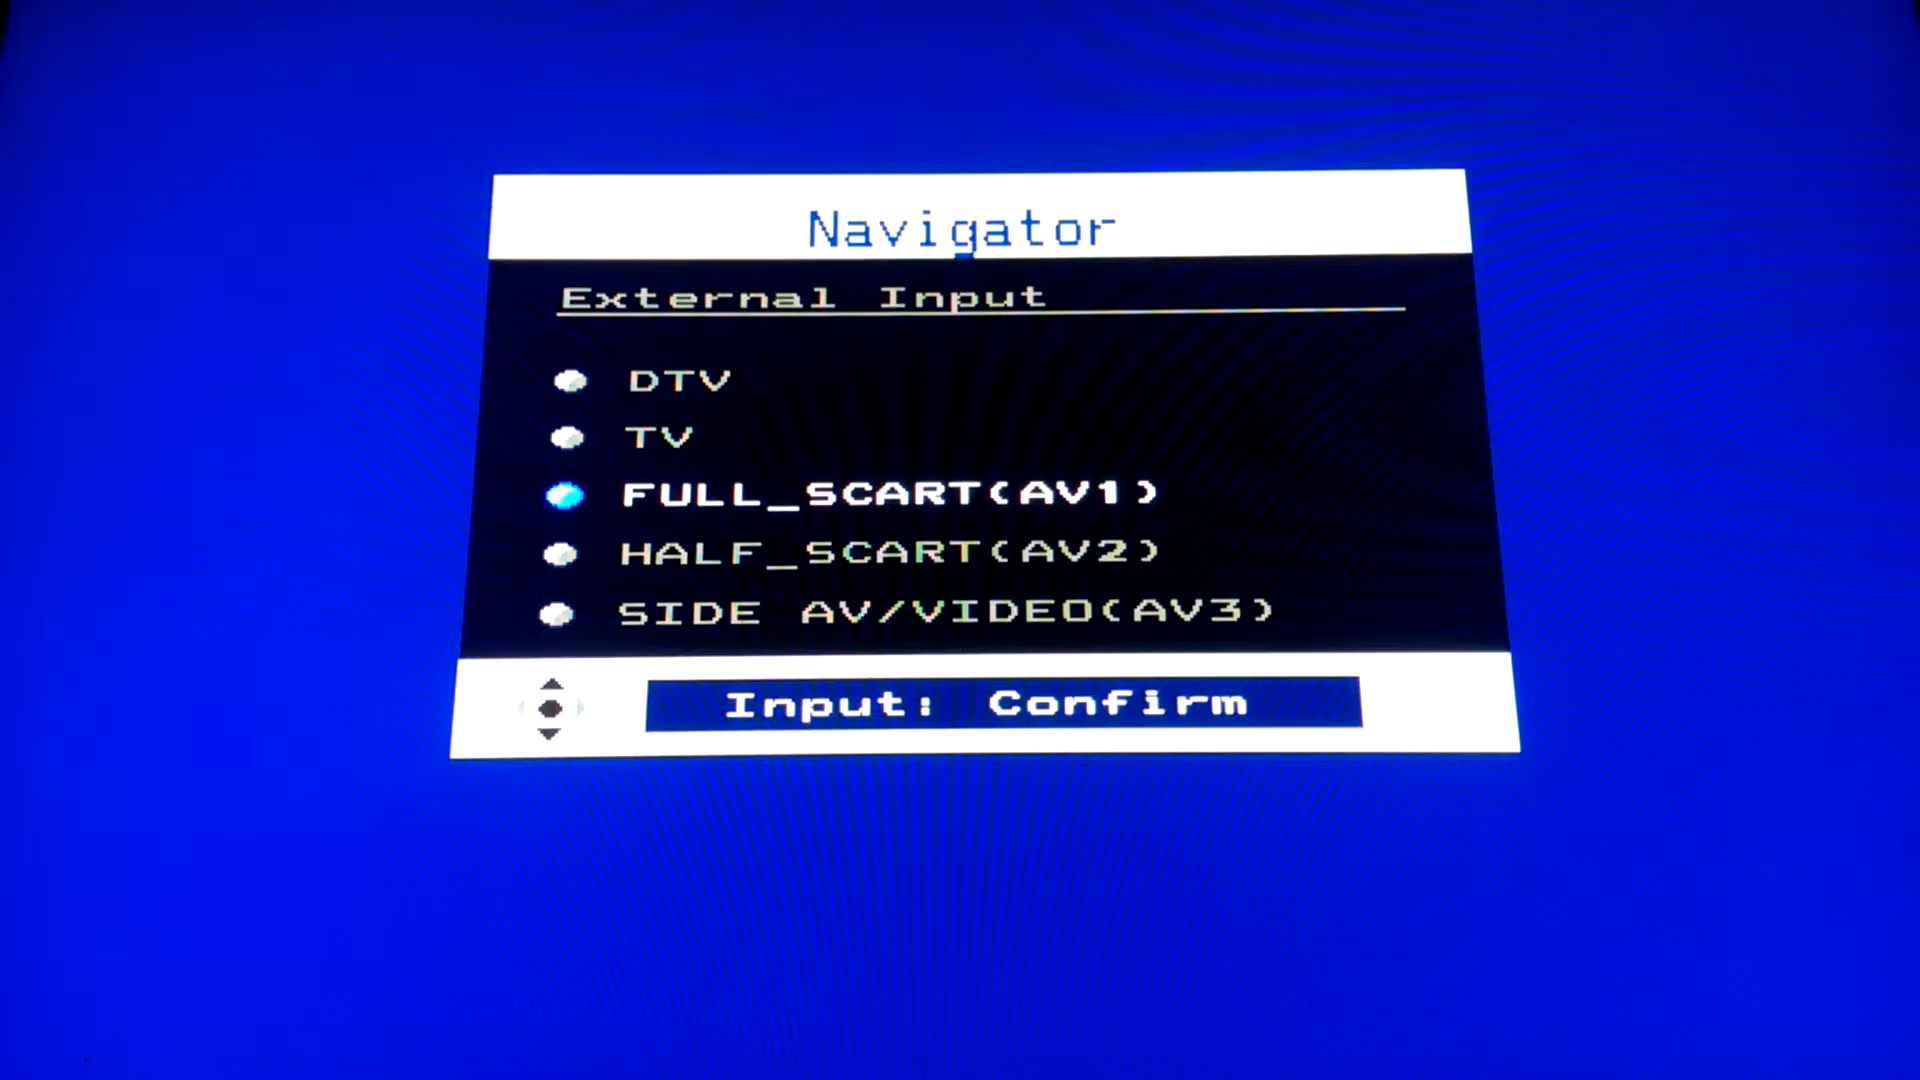 Navigator
External Input
DTV
TV
FULL_SCART(AV1)
HALF_SCART(AV2)
SIDE AV/VIDEO(AV3)
Input: Confirm